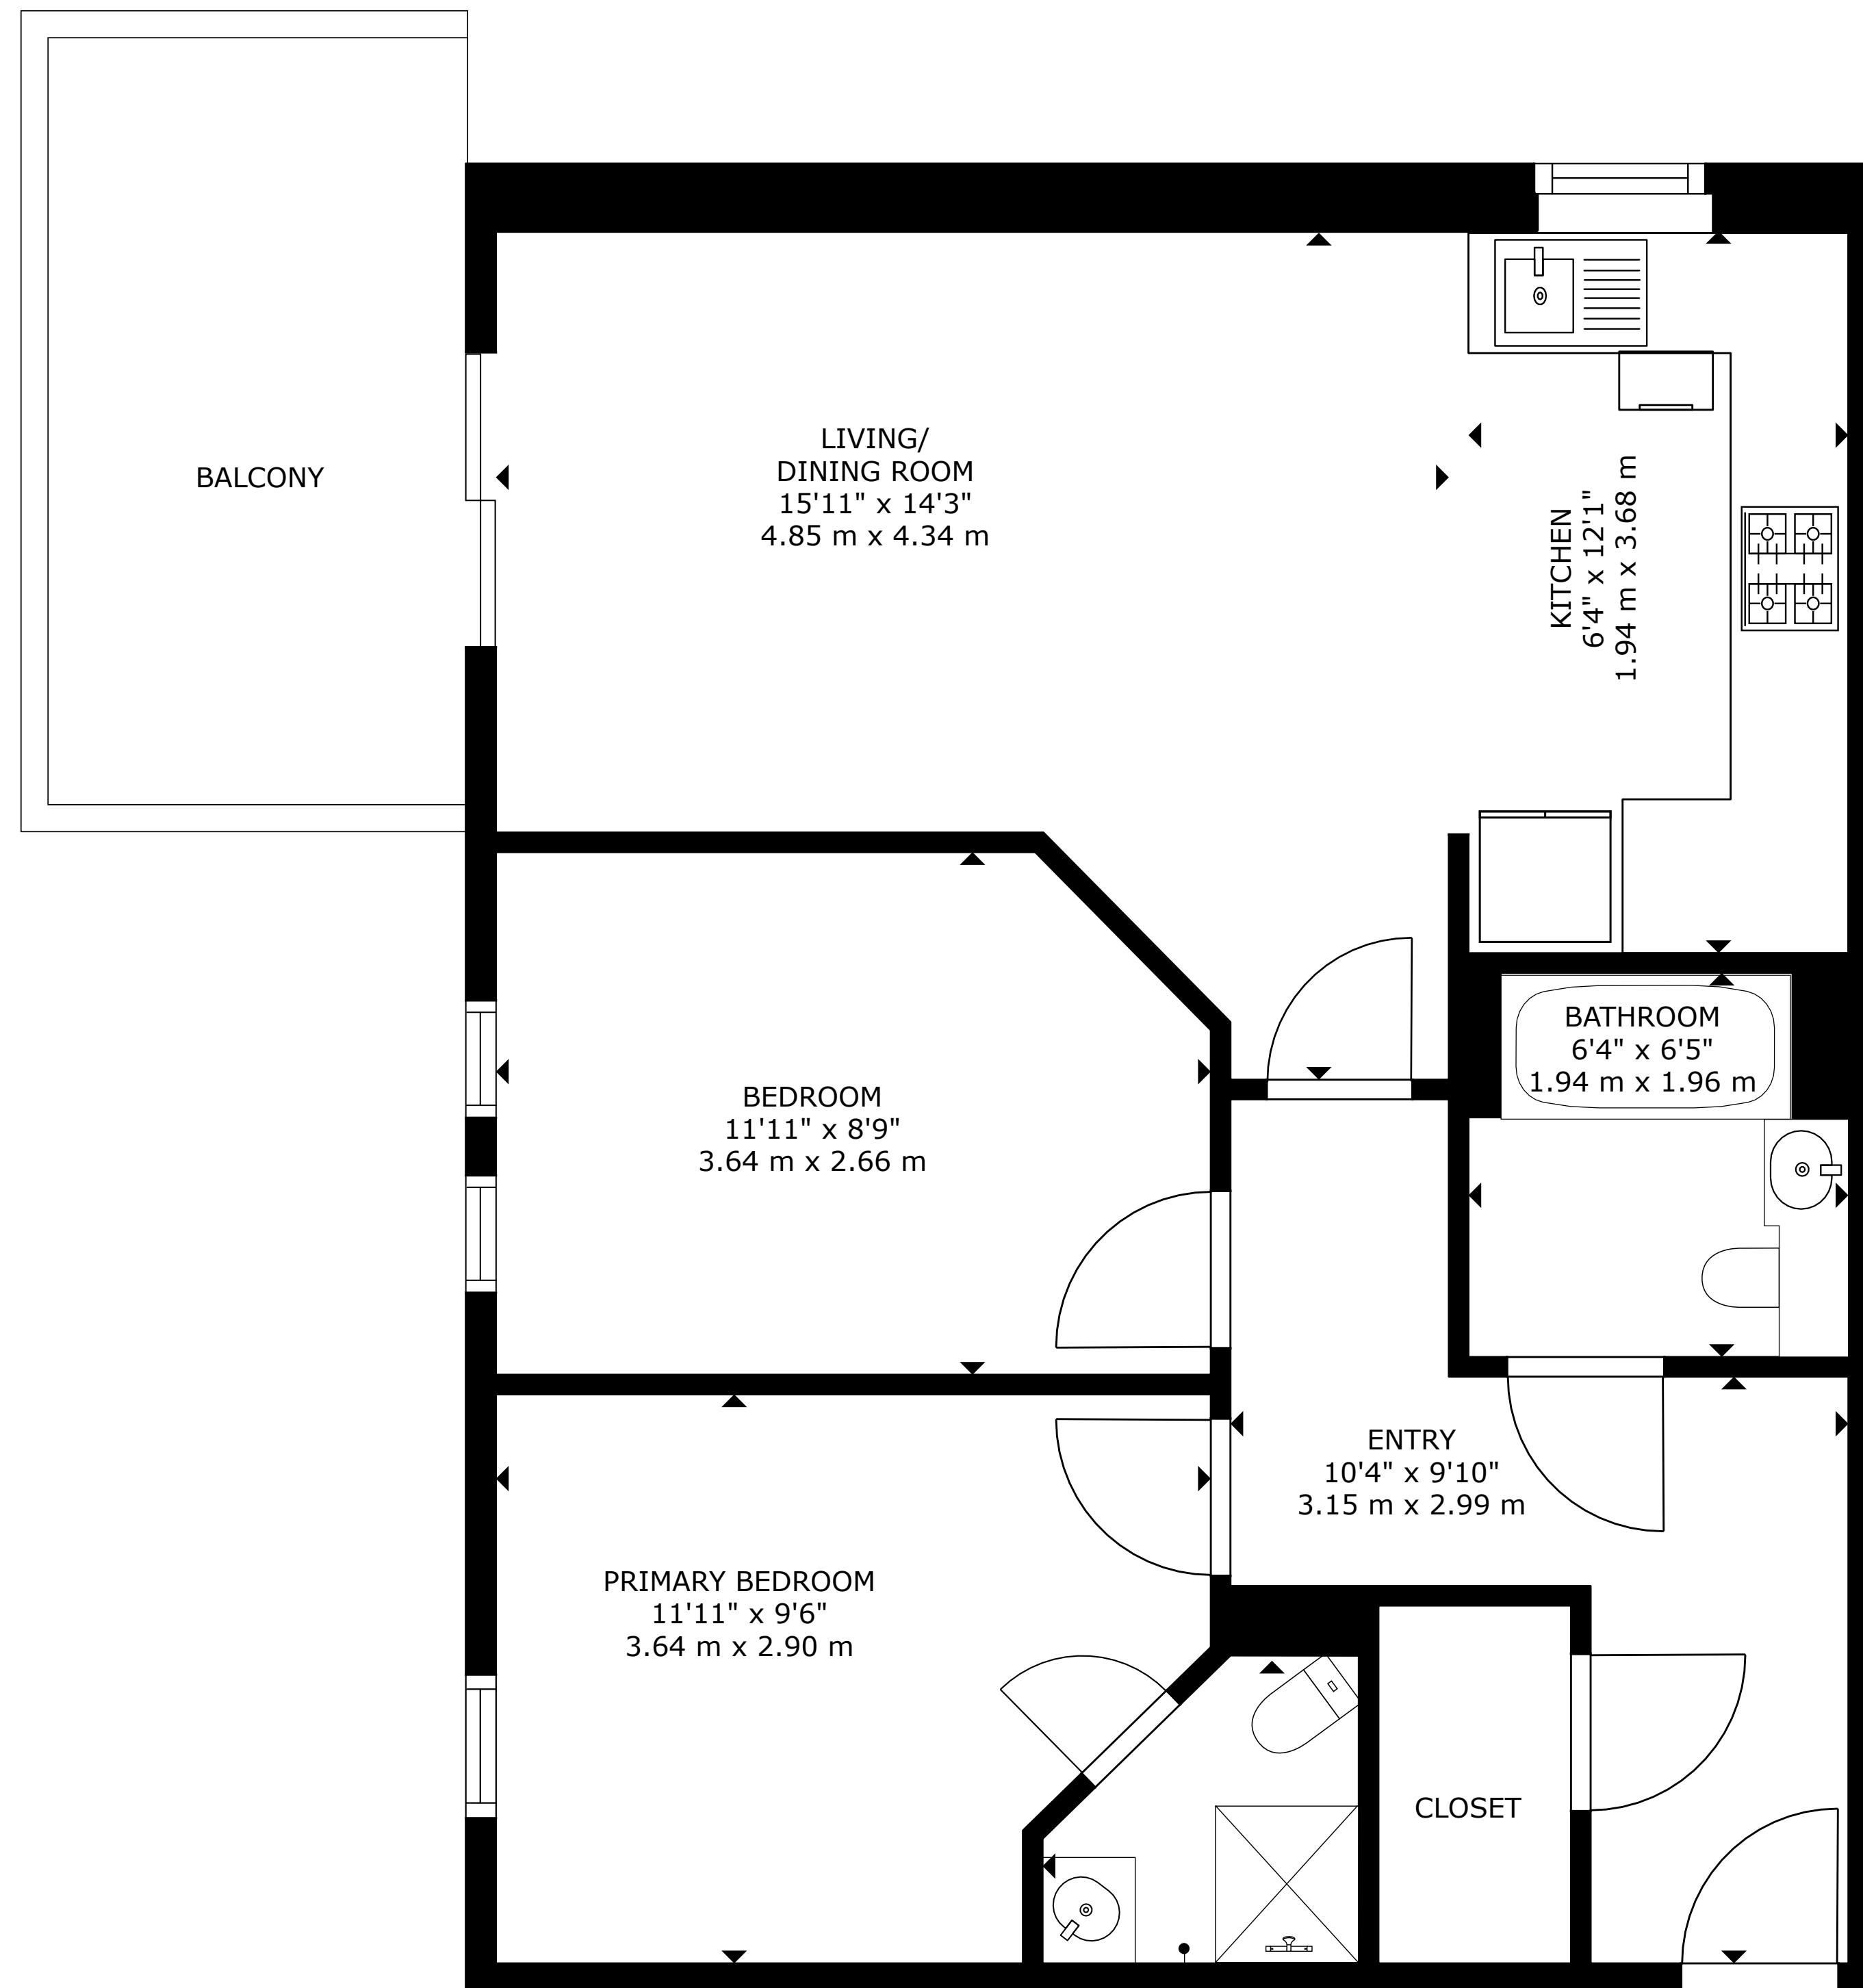 BALCONY
LIVING/
DINING ROOM
15'11" x 14'3"
4.85 m x 4.34 m
KITCHEN
6'4" x 12'1"
1.94 m x 3.68 m
BATHROOM
6'4" x 6'5"
1.94 m x 1.96 m
BEDROOM
11'11" x 8'9"
3.64 m x 2.66 m
ENTRY
10'4" x 9'10"
3.15 m x 2.99 m
PRIMARY BEDROOM
11'11" x 9'6"
3.64 m x 2.90 m
CLOSET